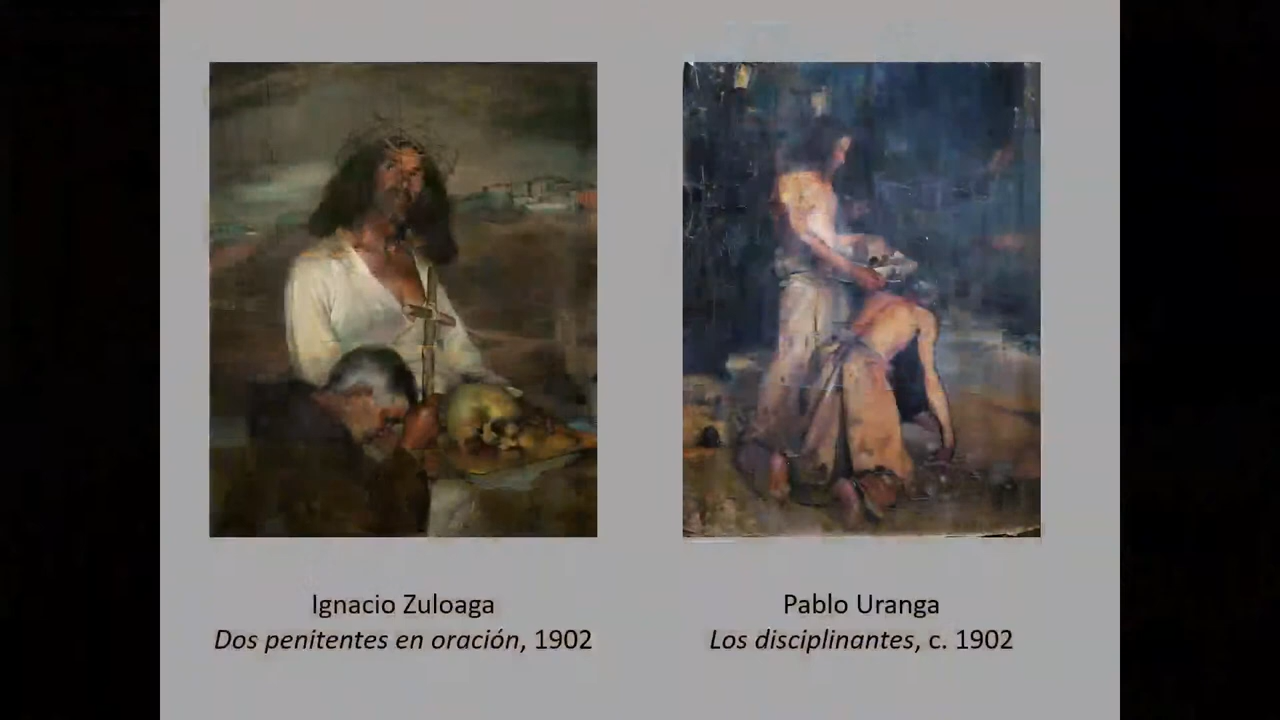 Ignacio Zuloaga
Dos penitentes en oración, 1902
Pablo Uranga
Los disciplinantes, c. 1902